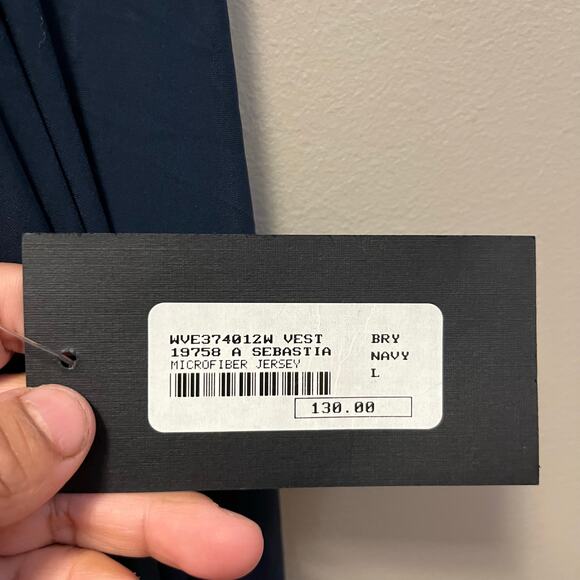 WVE374012W VEST BRY
19758 A SEBASTIA NAVY
MICROFIBER JERSEY L
130.00